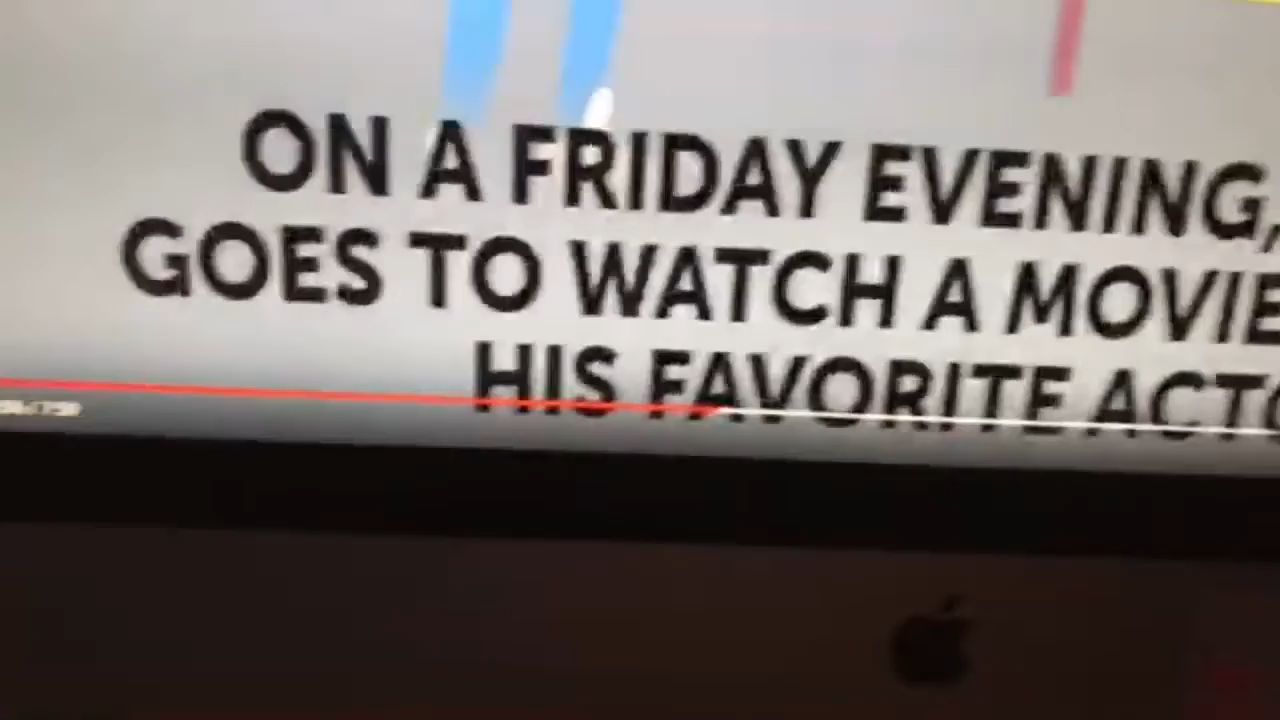 ON A FRIDAY EVENING,
GOES TO WATCH A MOVIE
HIS FAVORITE ACTO